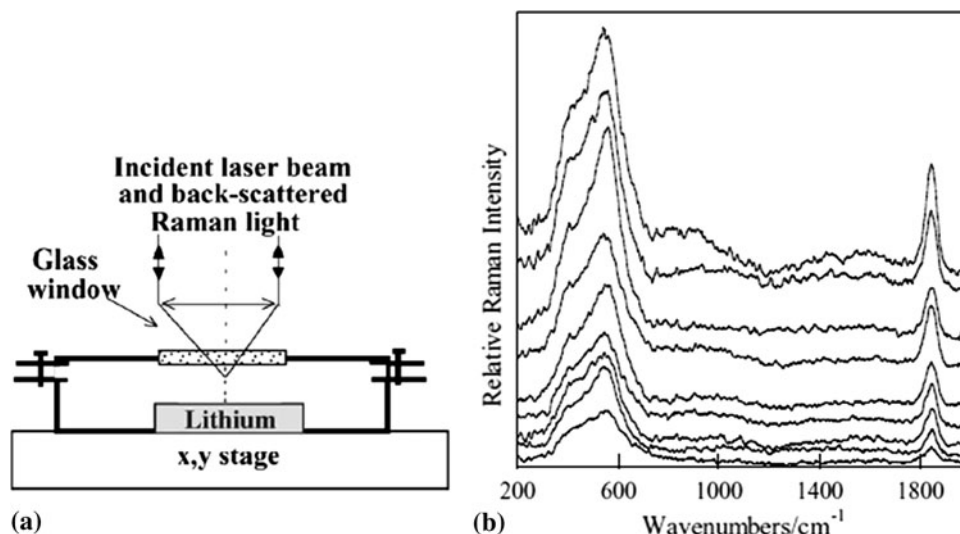 Incident laser beam
and back-scattered
Raman light
Glass
window
Lithium
x,y stage
(a)
Relative Raman Intensity
200 600 1000 1400 1800
Wavenumbers/cm⁻¹
(b)